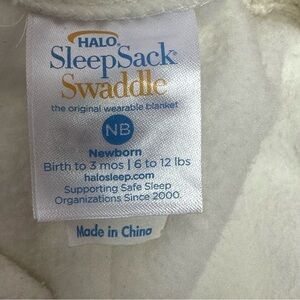 HALO
SleepSack®
Swaddle
the original wearable blanket
NB
Newborn
Birth to 3 mos | 6 to 12 lbs
halosleep.com
Supporting Safe Sleep
Organizations Since 2000.
Made in China